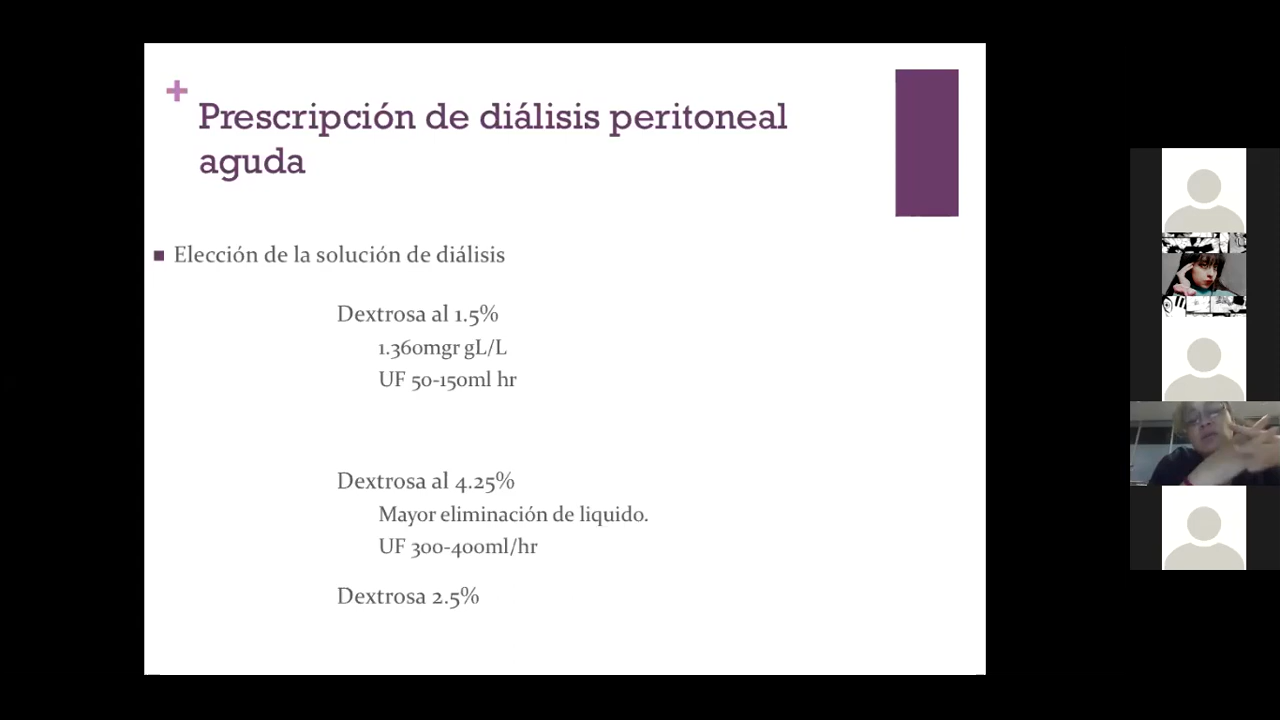 +
Prescripción de diálisis peritoneal
aguda
Elección de la solución de diálisis
Dextrosa al 1.5%
1.360mgr gL/L
UF 50-150ml hr
Dextrosa al 4.25%
Mayor eliminación de liquido.
UF 300-400ml/hr
Dextrosa 2.5%